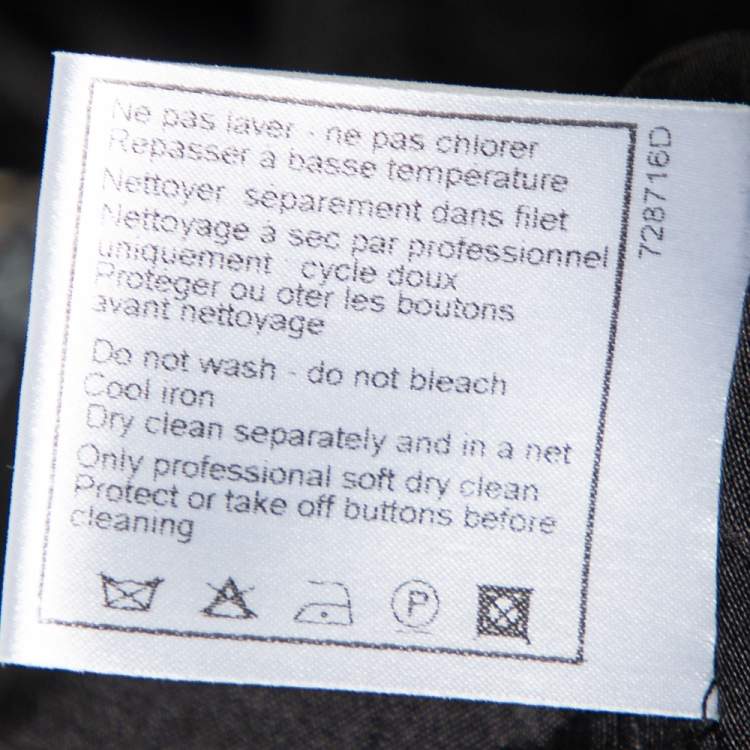 Ne pas laver - ne pas chlorer
Repasser à basse temperature
Nettoyer séparement dans filet
Nettoyage à sec par professionnel
uniquement cycle doux
Protéger ou oter les boutons
avant nettoyage
Do not wash - do not bleach
Cool iron
Dry clean separately and in a net
Only professional soft dry clean
Protect or take off buttons before
cleaning
P
728716D